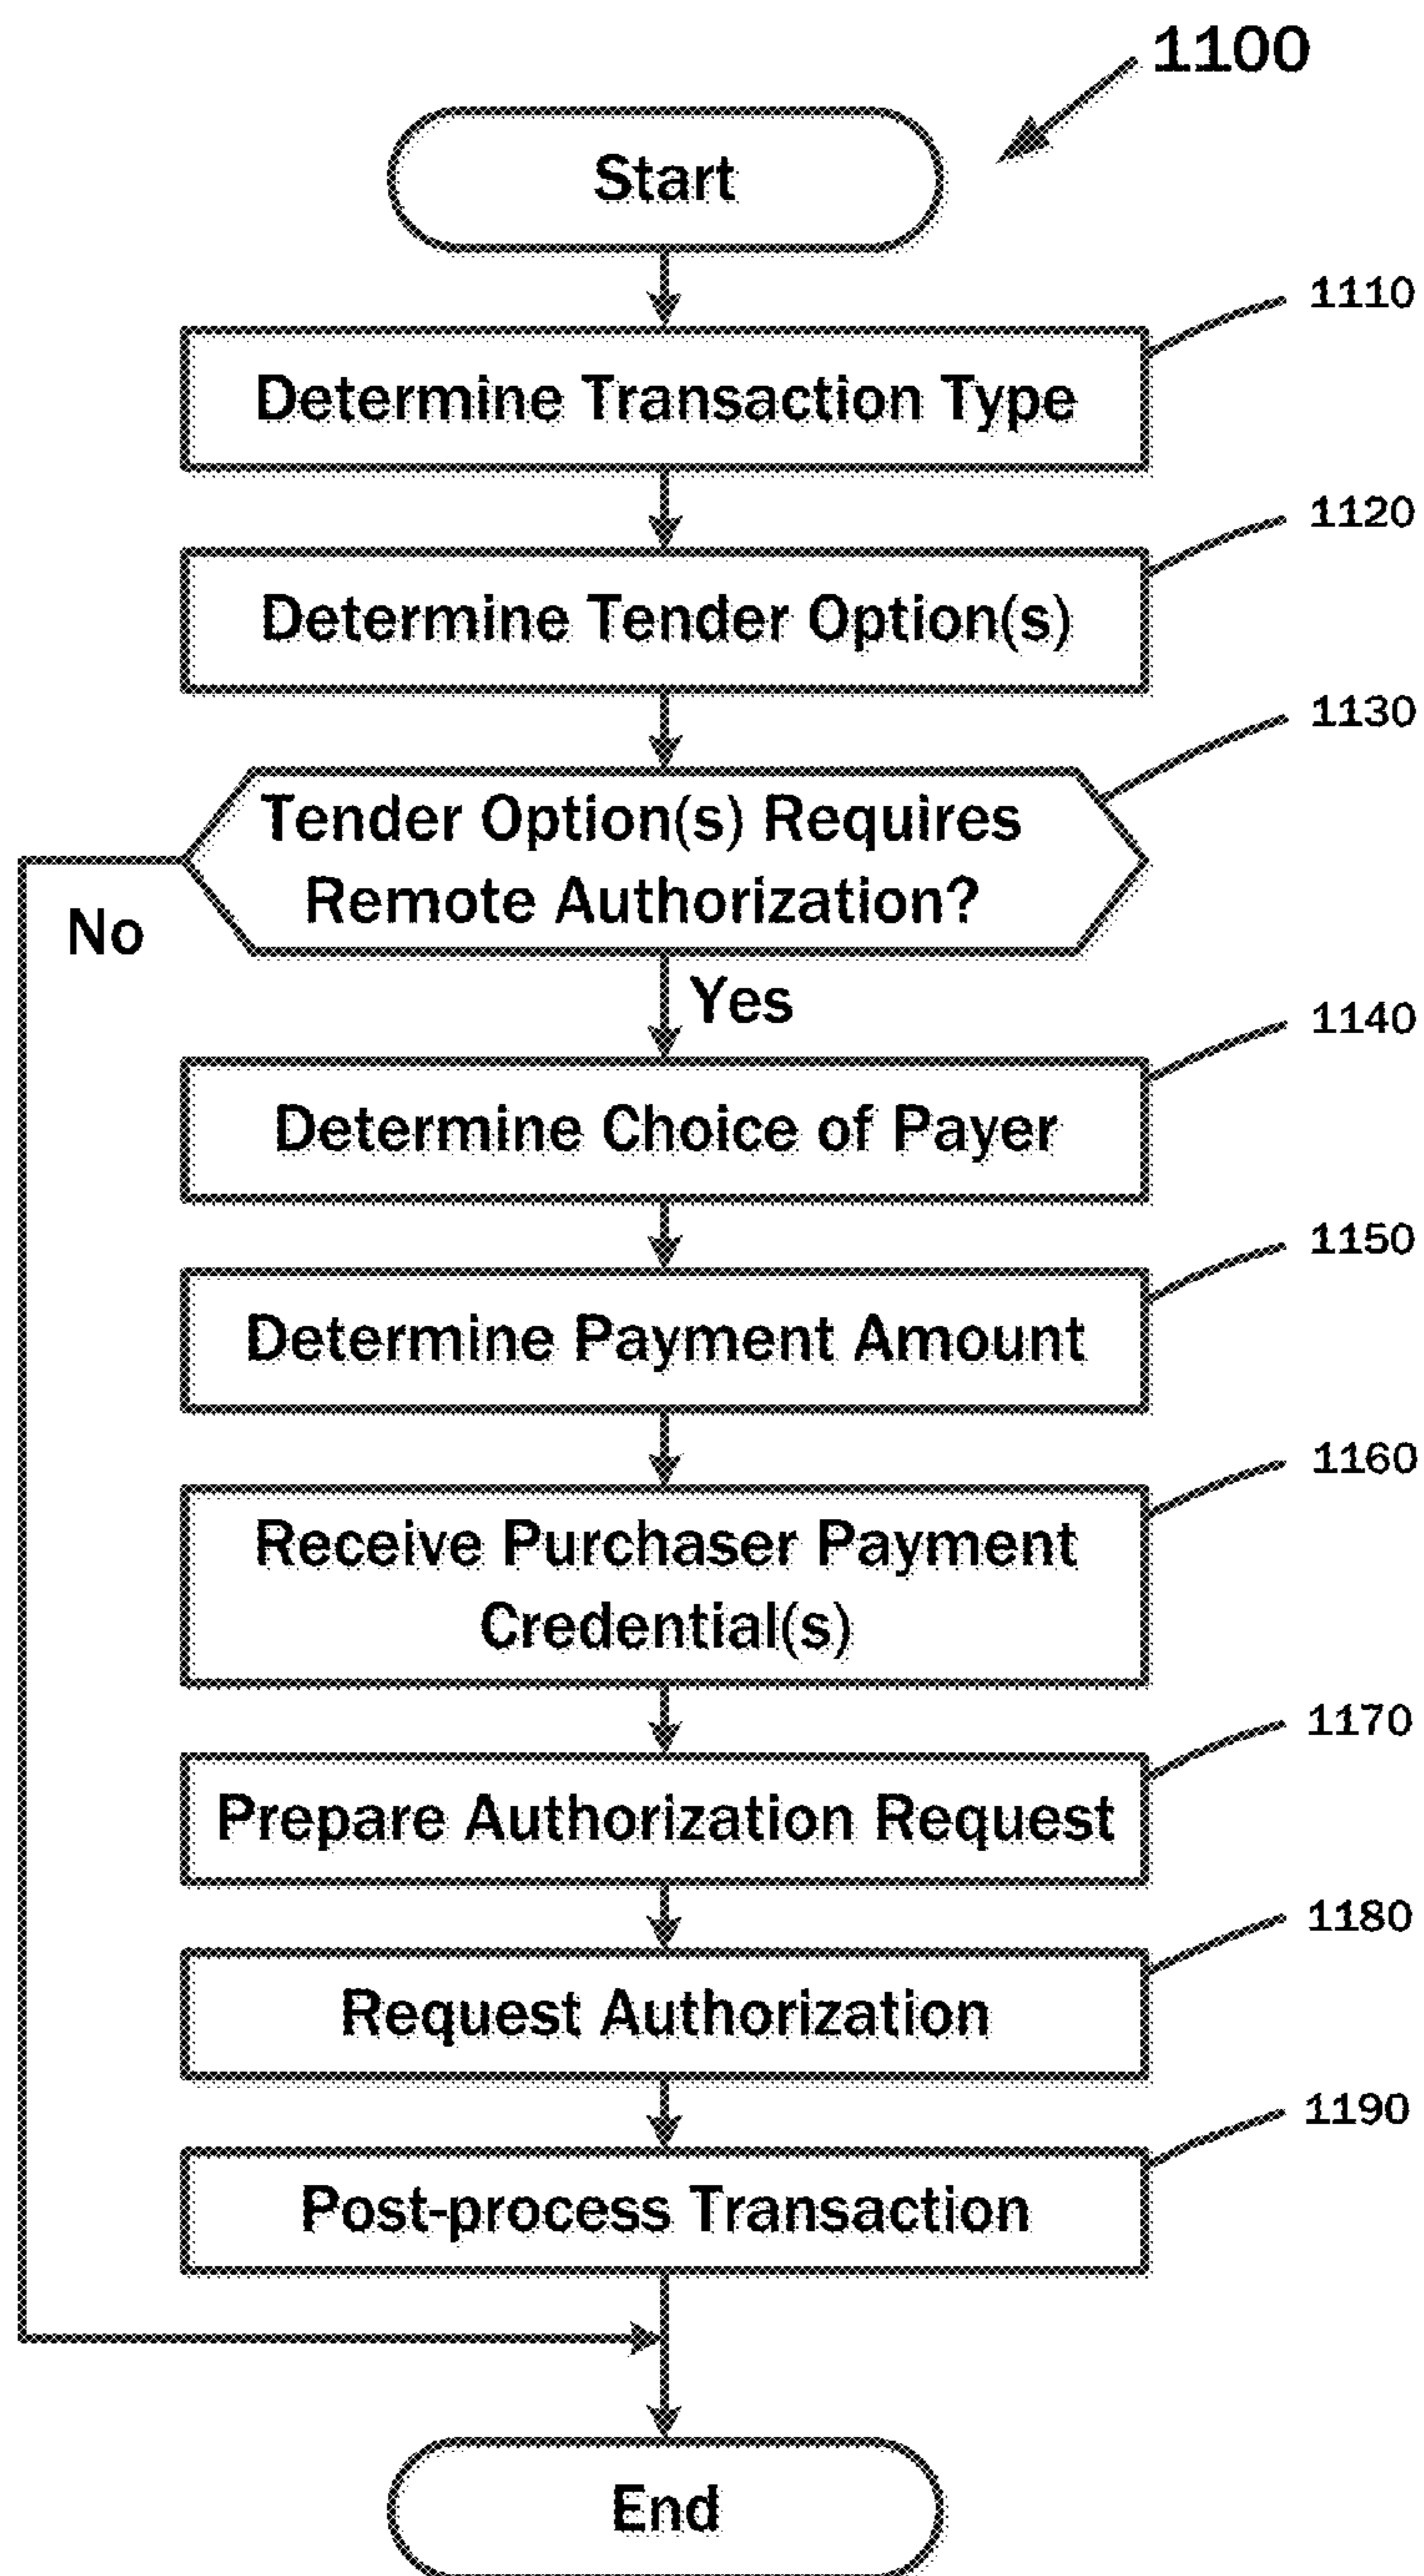 1100
Start
1110
Determine Transaction Type
1120
Determine Tender Option(s)
1130
Tender Option(s) Requires
Remote Authorization?
No
Yes
1140
Determine Choice of Payer
1150
Determine Payment Amount
1160
Receive Purchaser Payment
Credential(s)
1170
Prepare Authorization Request
1180
Request Authorization
1190
Post-process Transaction
End